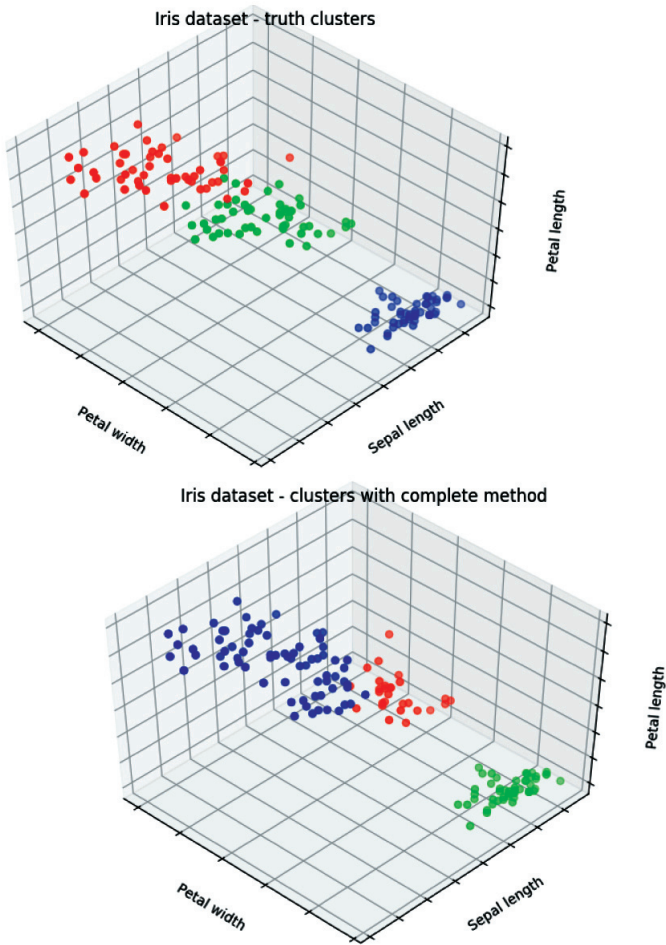 Iris dataset - truth clusters
Petal length
Petal width
Sepal length
Iris dataset - clusters with complete method
Petal length
Petal width
Sepal length